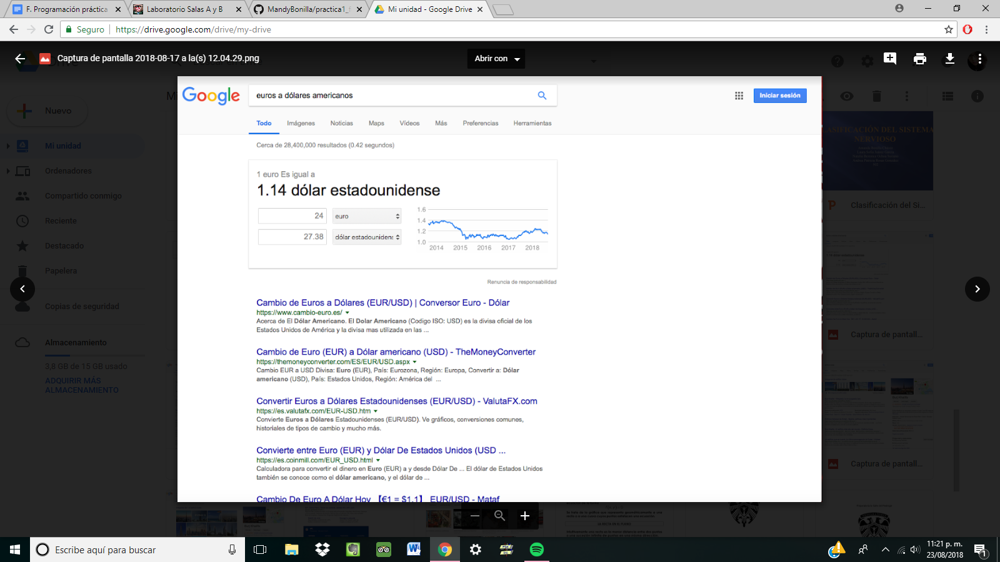 F. Programación práctica
Laboratorio Salas A y B
MandyBonilla/practica1_f
Mi unidad - Google Drive
Seguro
https://drive.google.com/drive/my-drive
Captura de pantalla 2018-08-17 a la(s) 12.04.29.png
Abrir con
Nuevo
Mi unidad
Ordenadores
Compartido conmigo
Reciente
Destacado
Papelera
Copias de seguridad
Almacenamiento
3,8 GB de 15 GB usado
ADQUIRIR MÁS
ALMACENAMIENTO
Google
euros a dólares americanos
Iniciar sesión
Todo Imágenes Noticias Maps Vídeos Más Preferencias Herramientas
Cerca de 28,400,000 resultados (0.42 segundos)
1 euro Es igual a
1.14 dólar estadounidense
24 euro
27.38 dólar estadounidens
1.6
1.4
1.2
1.0
2014 2015 2016 2017 2018
Renuncia de responsabilidad
Cambio de Euros a Dólares (EUR/USD) | Conversor Euro - Dólar
https://www.cambio-euro.es/
Acerca de El Dólar Americano. El Dolar Americano (Codigo ISO: USD) es la divisa oficial de los
Estados Unidos de América y la divisa mas utilizada en las ...
Cambio de Euro (EUR) a Dólar americano (USD) - TheMoneyConverter
https://themoneyconverter.com/ES/EUR/USD.aspx
Cambio EUR a USD Divisa: Euro (EUR), País: Eurozona, Región: Europa, Convertir a: Dólar
americano (USD), País: Estados Unidos, Región: América del ...
Convertir Euros a Dólares Estadounidenses (EUR/USD) - ValutaFX.com
https://es.valutafx.com/EUR-USD.htm
Convierte Euros a Dólares Estadounidenses (EUR/USD). Ve gráficos, conversiones comunes,
historiales de tipos de cambio y mucho más.
Convierte entre Euro (EUR) y Dólar De Estados Unidos (USD ...
https://es.coinmill.com/EUR_USD.html
Calculadora para convertir el dinero en Euro (EUR) a y desde Dólar De ... El dólar de Estados Unidos
también se conoce como el dólar americano, y el dólar de ...
Cambio De Euro A Dólar Hoy 【€1 = $1.1】 EUR/USD - Mataf
CLASIFICACIÓN DEL SISTEMA
NERVIOSO
Clasificación del Si...
Captura de pantall...
Captura de pantall...
Escribe aquí para buscar
11:21 p. m.
23/08/2018
1